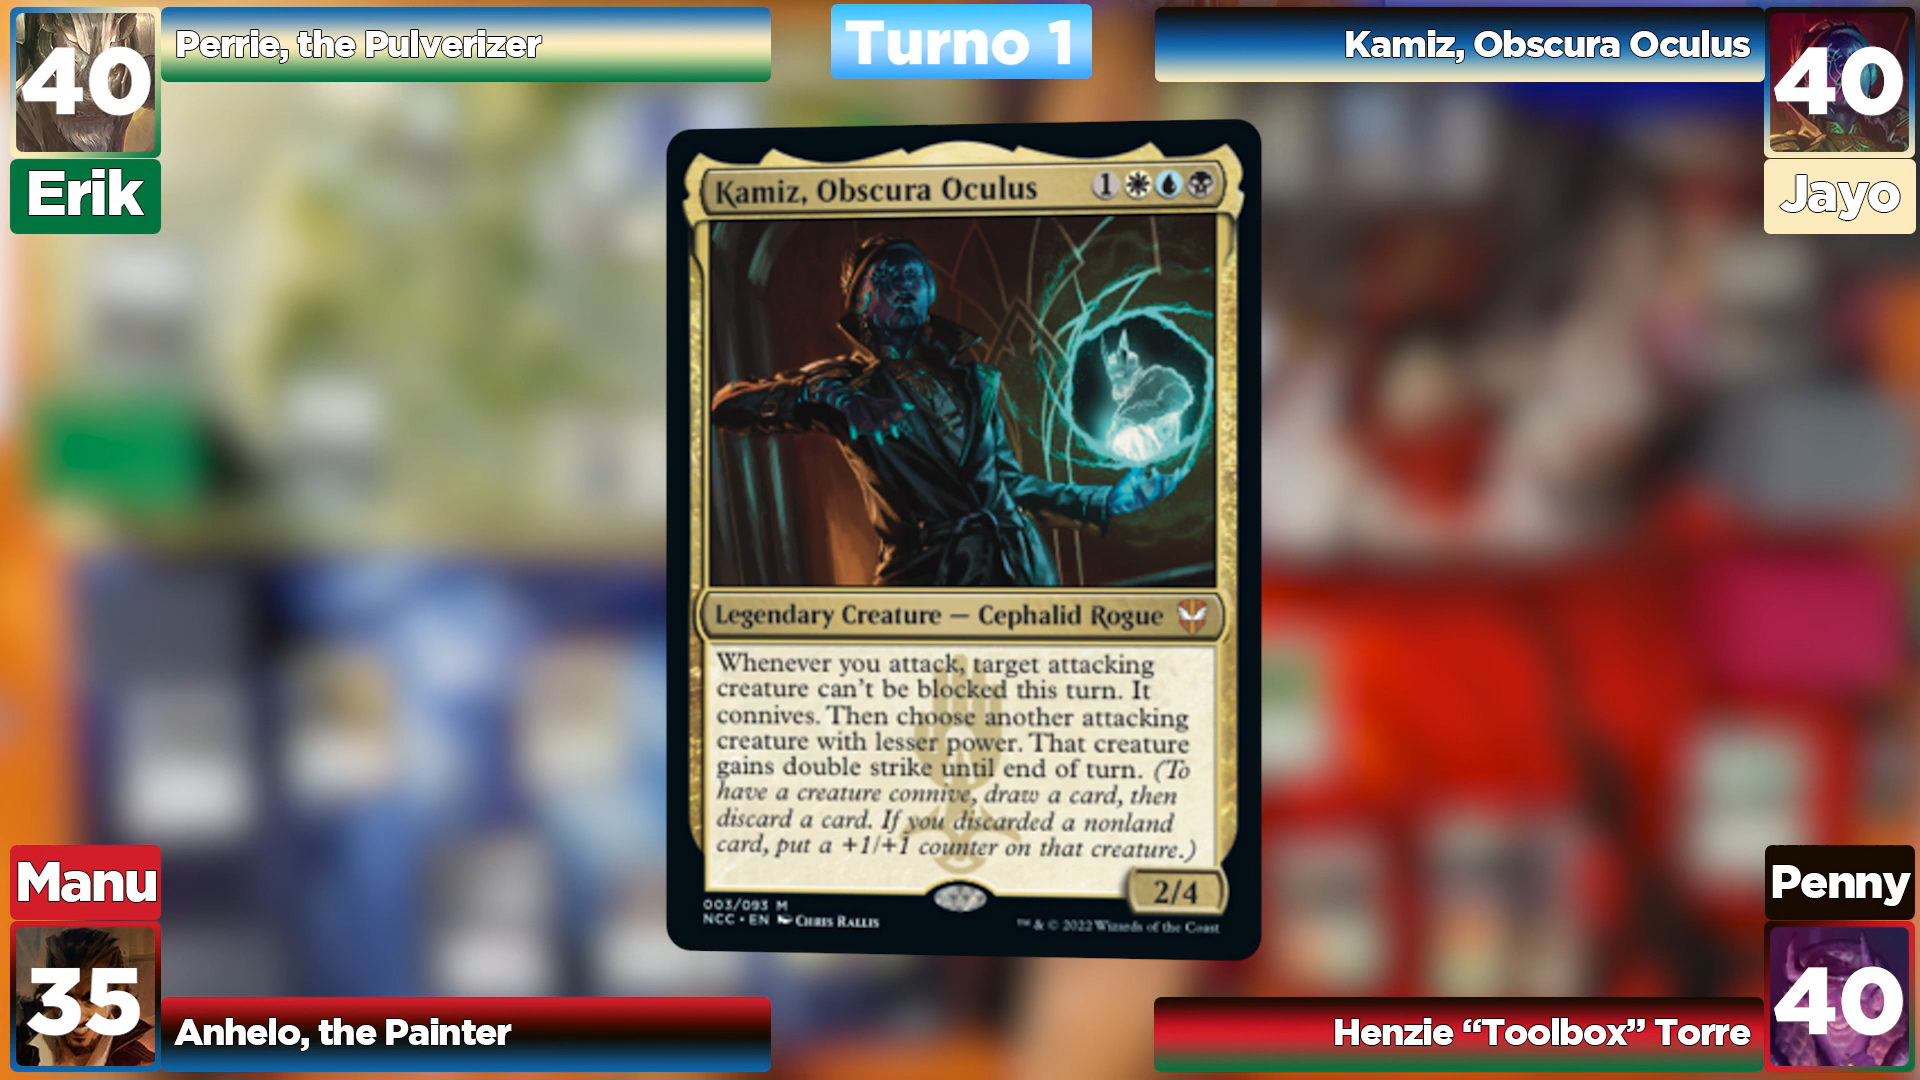 40
Perrie, the Pulverizer
Erik
Turno 1
Kamiz, Obscura Oculus
40
Jayo
Kamiz, Obscura Oculus 1
Legendary Creature — Cephalid Rogue
Whenever you attack, target attacking
creature can't be blocked this turn. It
connives. Then choose another attacking
creature with lesser power. That creature
gains double strike until end of turn. (To
have a creature connive, draw a card, then
discard a card. If you discarded a nonland
card, put a +1/+1 counter on that creature.)
2/4
003/093 M
NCC • EN Chris Rallis
™ & © 2022 Wizards of the Coast
Manu
35
Anhelo, the Painter
Penny
40
Henzie “Toolbox” Torre